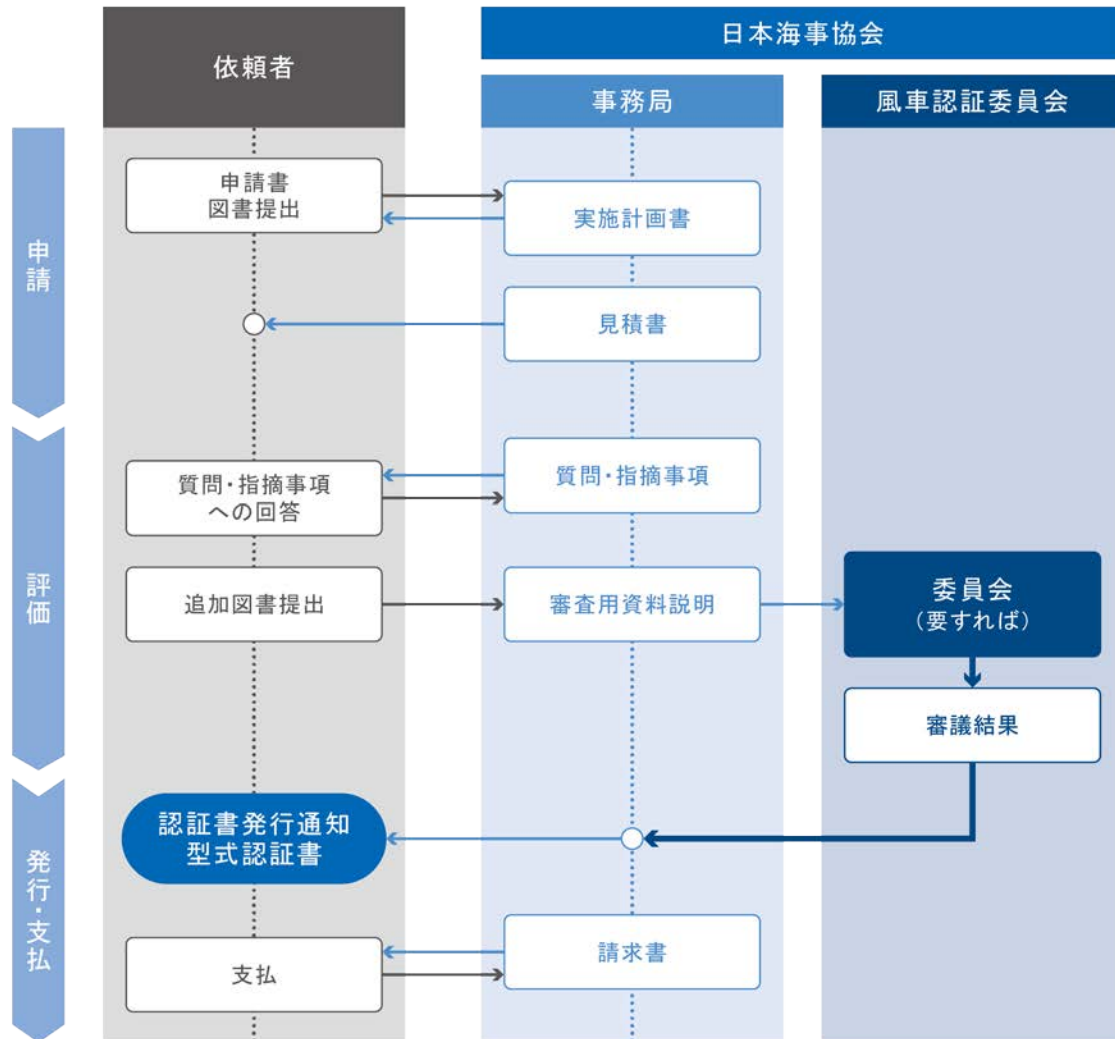 依頼者
日本海事協会
事務局
風車認証委員会
申請
申請書
図書提出
実施計画書
見積書
評価
質問・指摘事項
への回答
質問・指摘事項
追加図書提出
審査用資料説明
委員会
（要すれば）
審議結果
発行・支払
認証書発行通知
型式認証書
請求書
支払